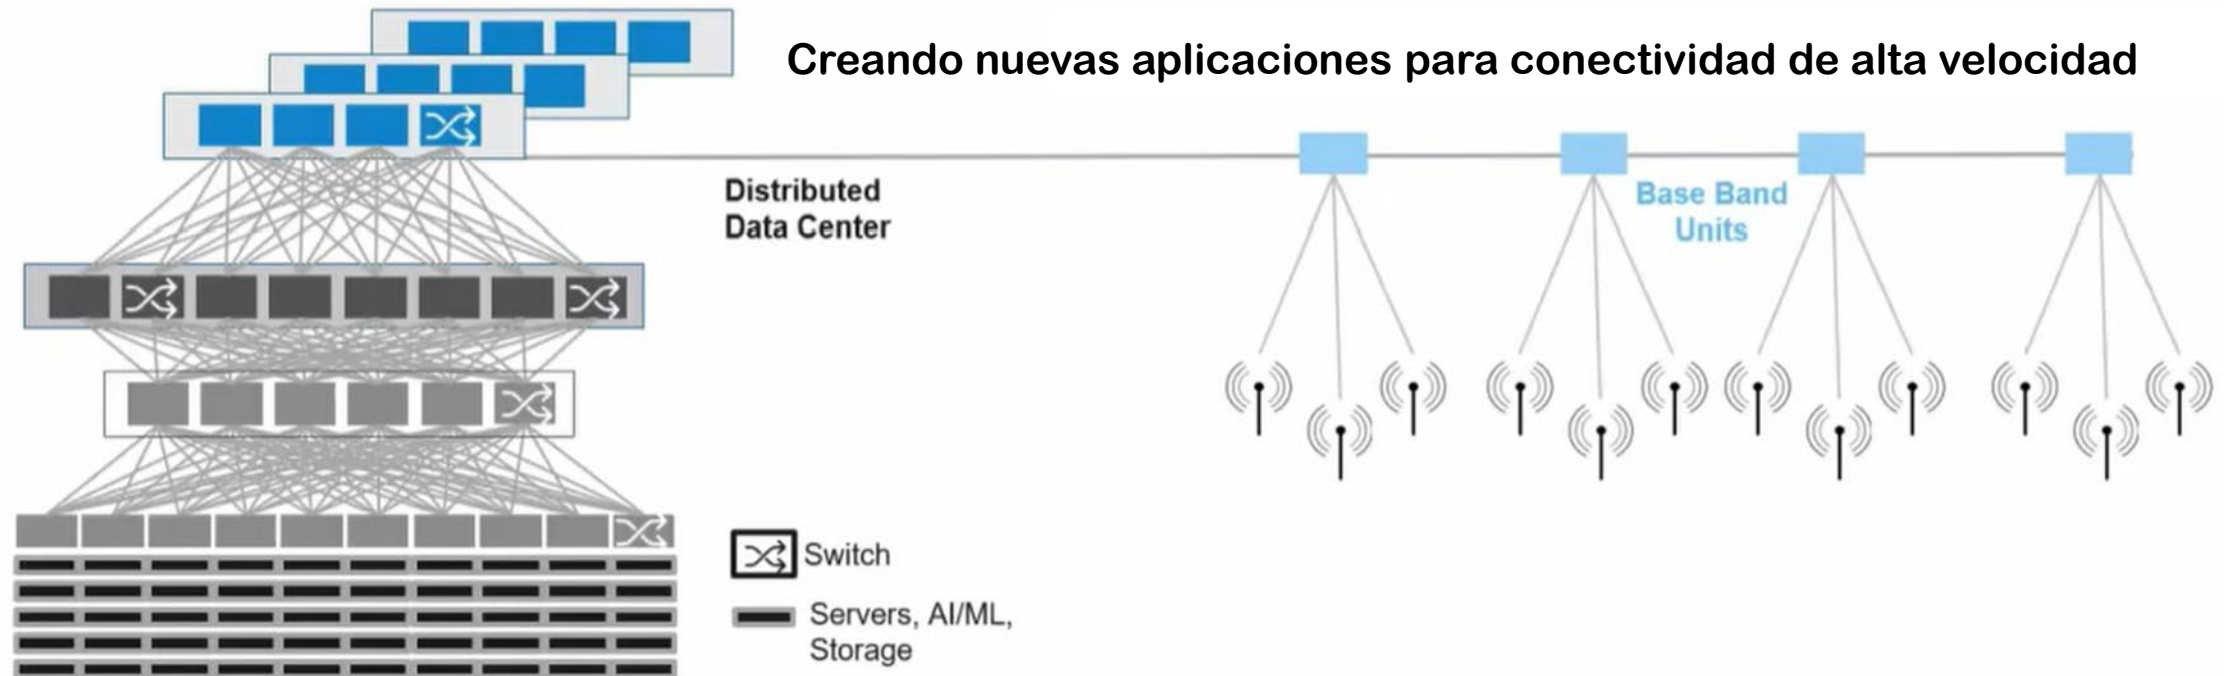 Creando nuevas aplicaciones para conectividad de alta velocidad
Distributed
Data Center
Base Band
Units
Switch
Servers, AI/ML,
Storage